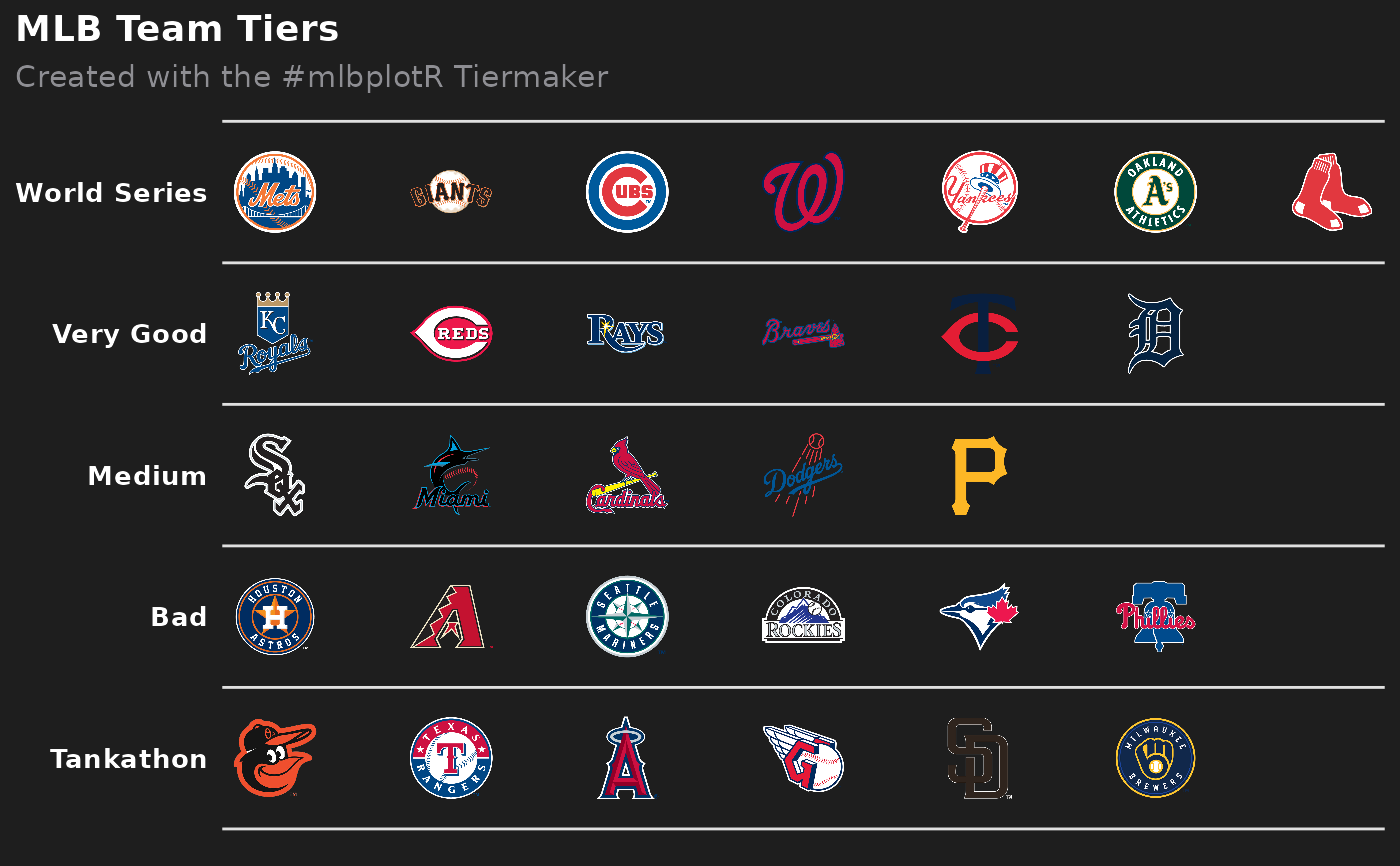 MLB Team Tiers
Created with the #mlbplotR Tiermaker
World Series
Mets
GIANTS
CUBS
W
Yankees
OAKLAND
A's
ATHLETICS
Very Good
KC
Royals
REDS
RAYS
Braves
TC
D
Medium
Sox
Miami
Cardinals
Dodgers
P
Bad
HOUSTON
H
ASTROS
A
SEATTLE
MARINERS
COLORADO
ROCKIES
Phillies
Tankathon
TEXAS
T
RANGERS
A
G
SD
MILWAUKEE
BREWERS